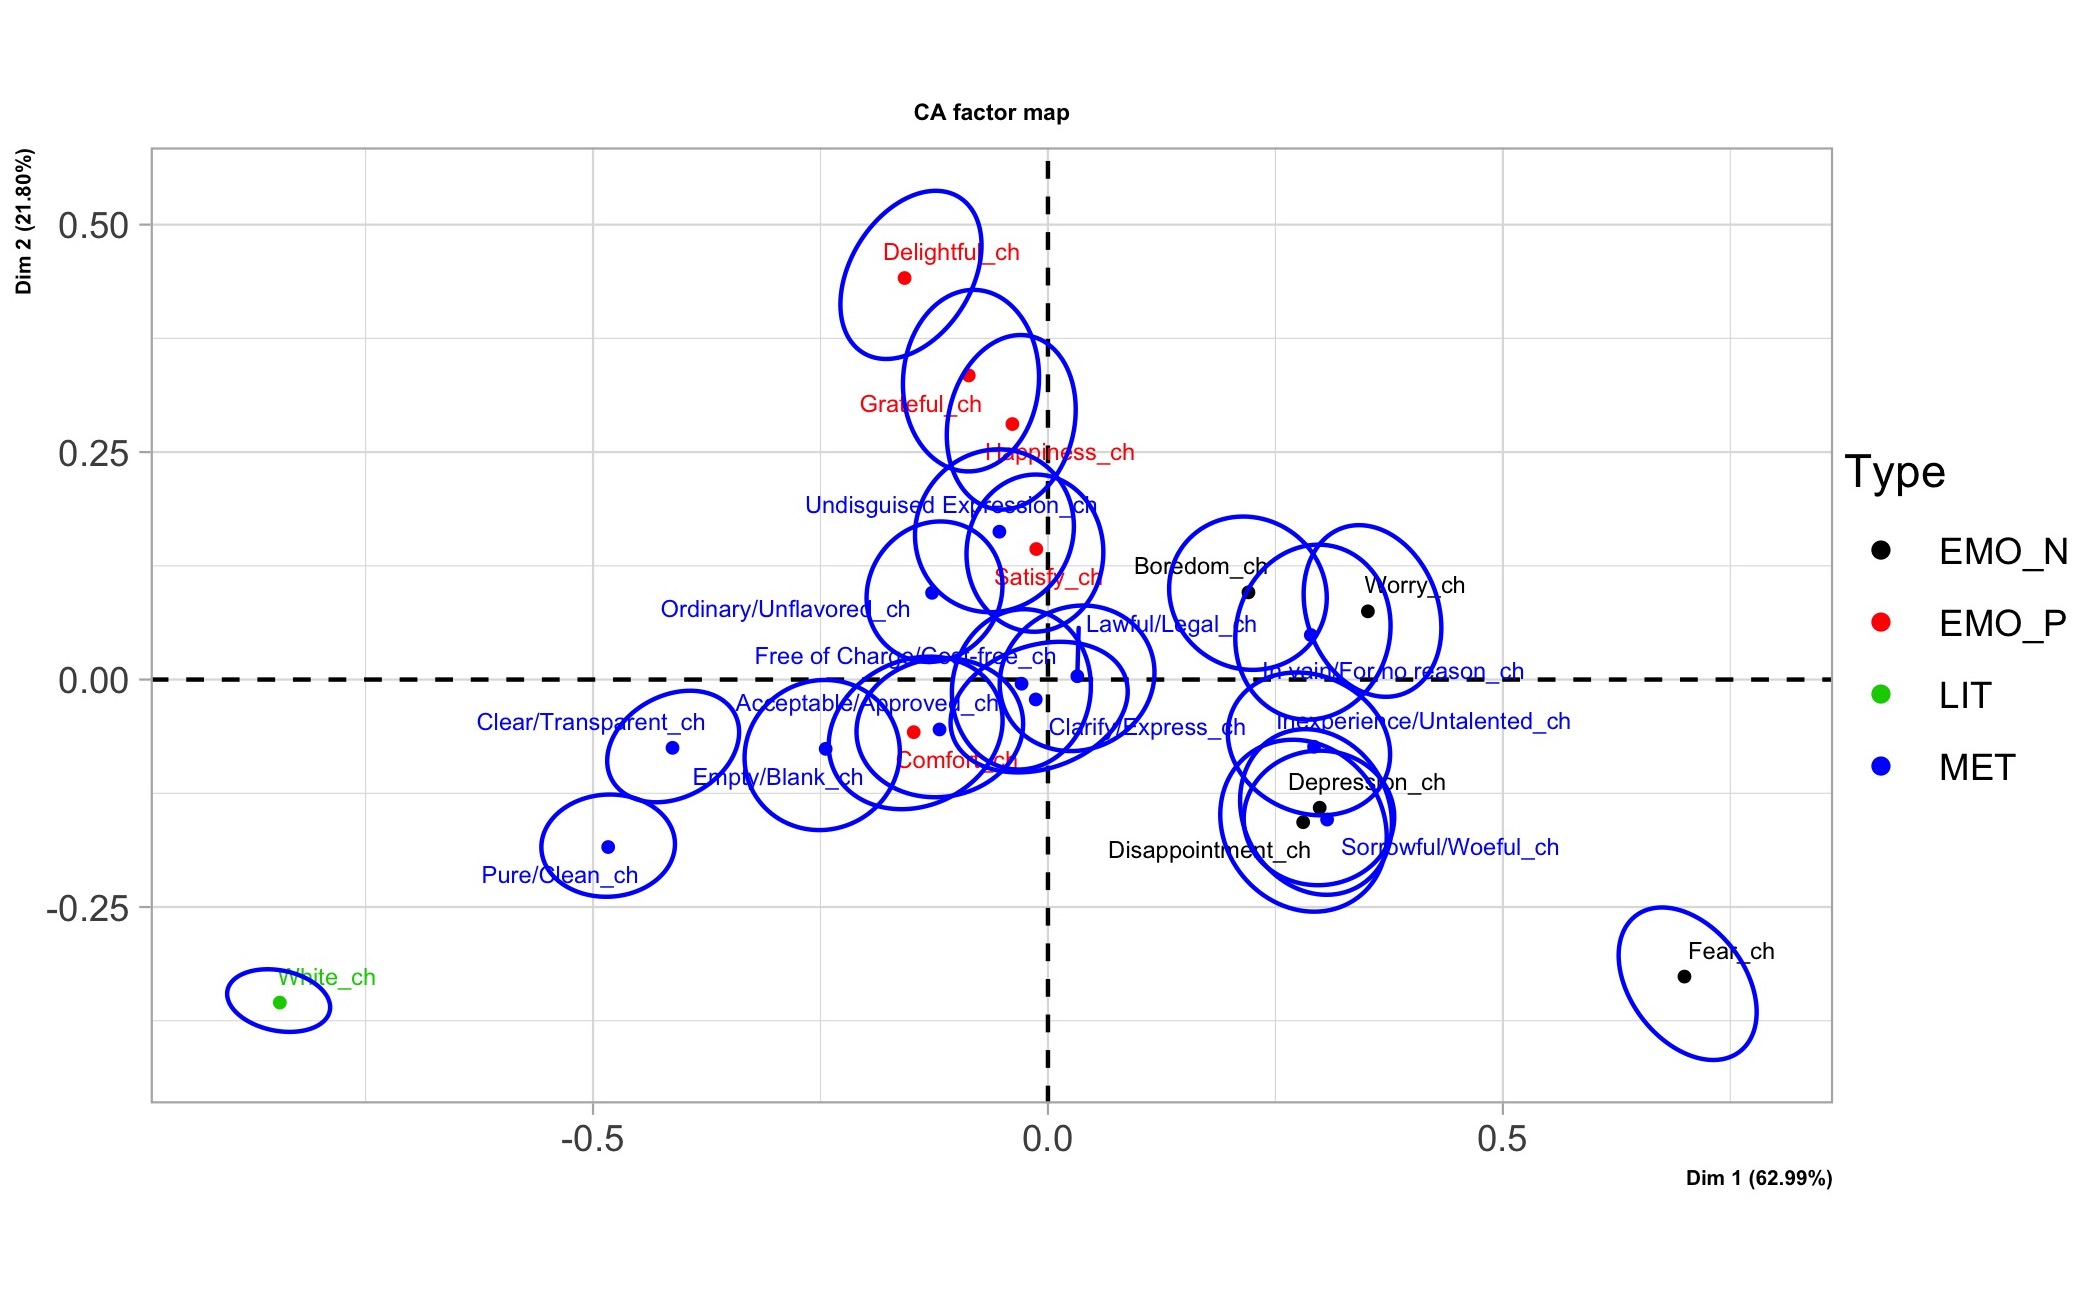 CA factor map
Dim 2 (21.80%)
0.50
0.25
0.00
-0.25
Delightful_ch
Grateful_ch
Happiness_ch
Undisguised Expression_ch
Satisfy_ch
Boredom_ch
Worry_ch
Ordinary/Unflavored_ch
Lawful/Legal_ch
Free of Charge/Cost-free_ch
In vain/For no reason_ch
Acceptable/Approved_ch
Clear/Transparent_ch
Clarify/Express_ch
Inexperience/Untalented_ch
Comfort_ch
Empty/Blank_ch
Depression_ch
Disappointment_ch
Sorrowful/Woeful_ch
Pure/Clean_ch
Fear_ch
White_ch
-0.5
0.0
0.5
Dim 1 (62.99%)
Type
EMO_N
EMO_P
LIT
MET